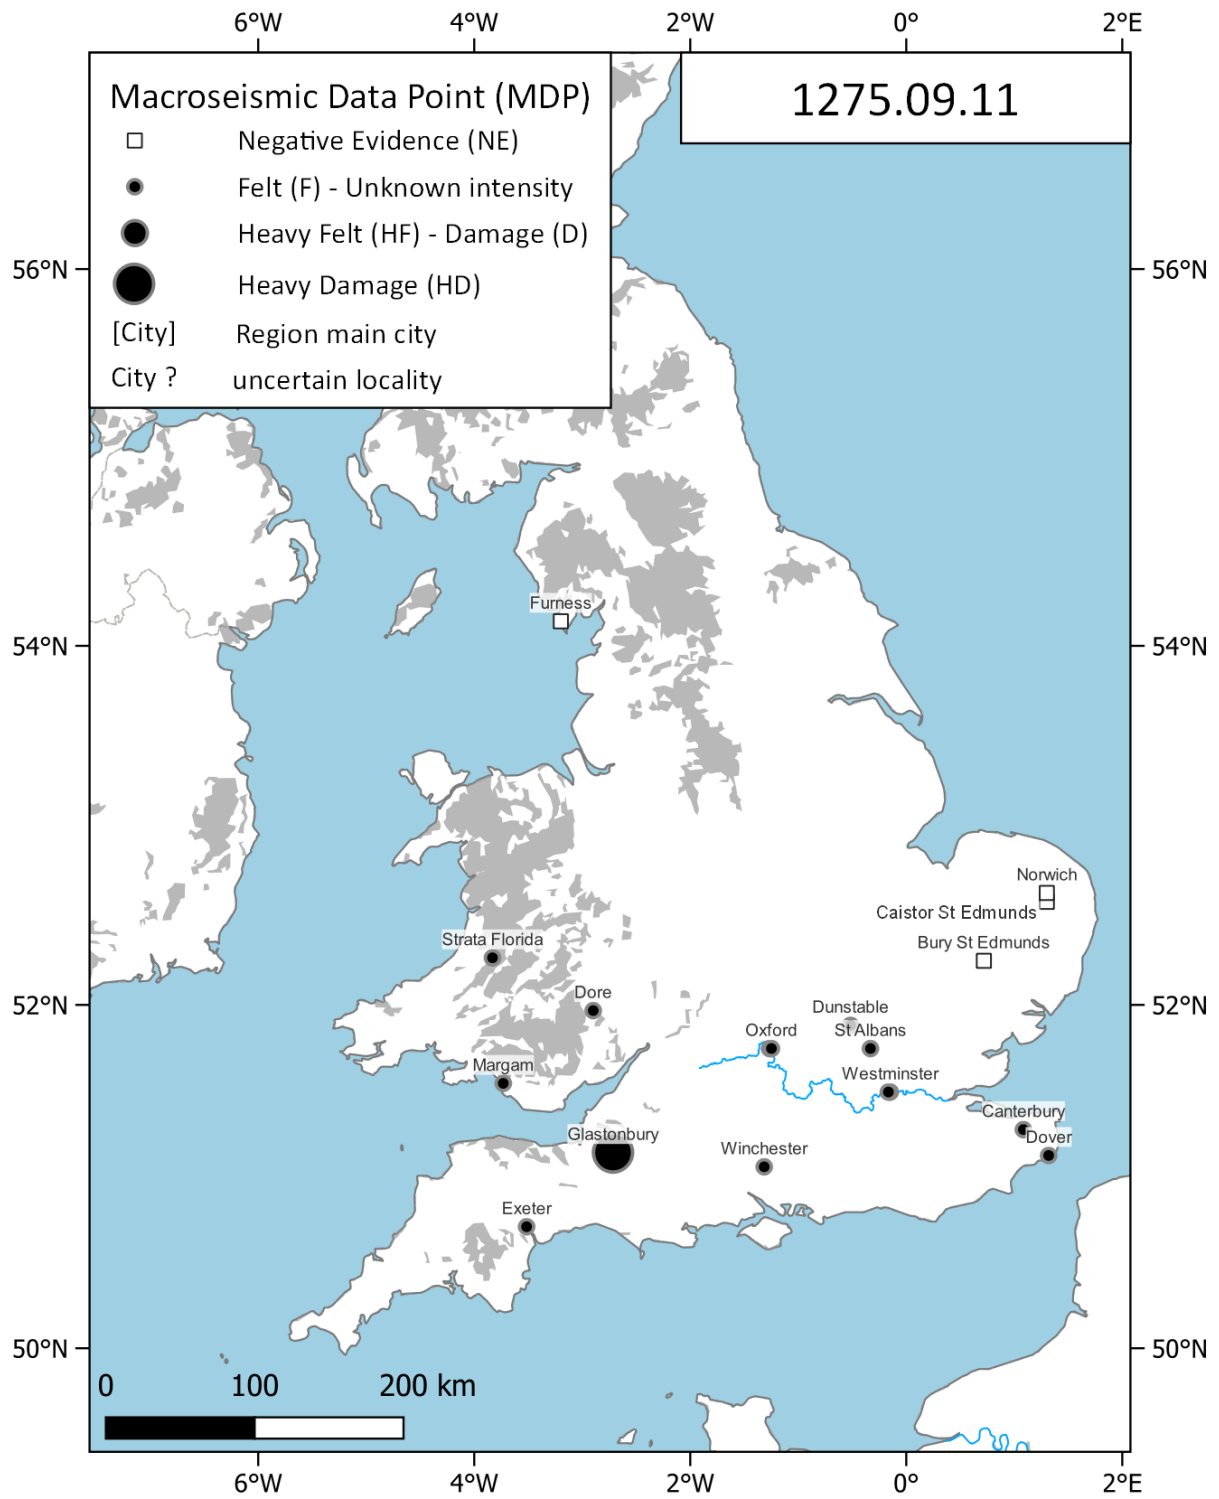 6°W 4°W 2°W 0° 2°E
Macroseismic Data Point (MDP)
Negative Evidence (NE)
Felt (F) - Unknown intensity
Heavy Felt (HF) - Damage (D)
Heavy Damage (HD)
[City] Region main city
City ? uncertain locality
1275.09.11
56°N 56°N
Furness
54°N 54°N
Norwich
Caistor St Edmunds
Strata Florida
Bury St Edmunds
Dore
52°N 52°N
Dunstable
Oxford
St Albans
Margam
Westminster
Canterbury
Glastonbury
Dover
Winchester
Exeter
50°N 50°N
0 100 200 km
6°W 4°W 2°W 0° 2°E